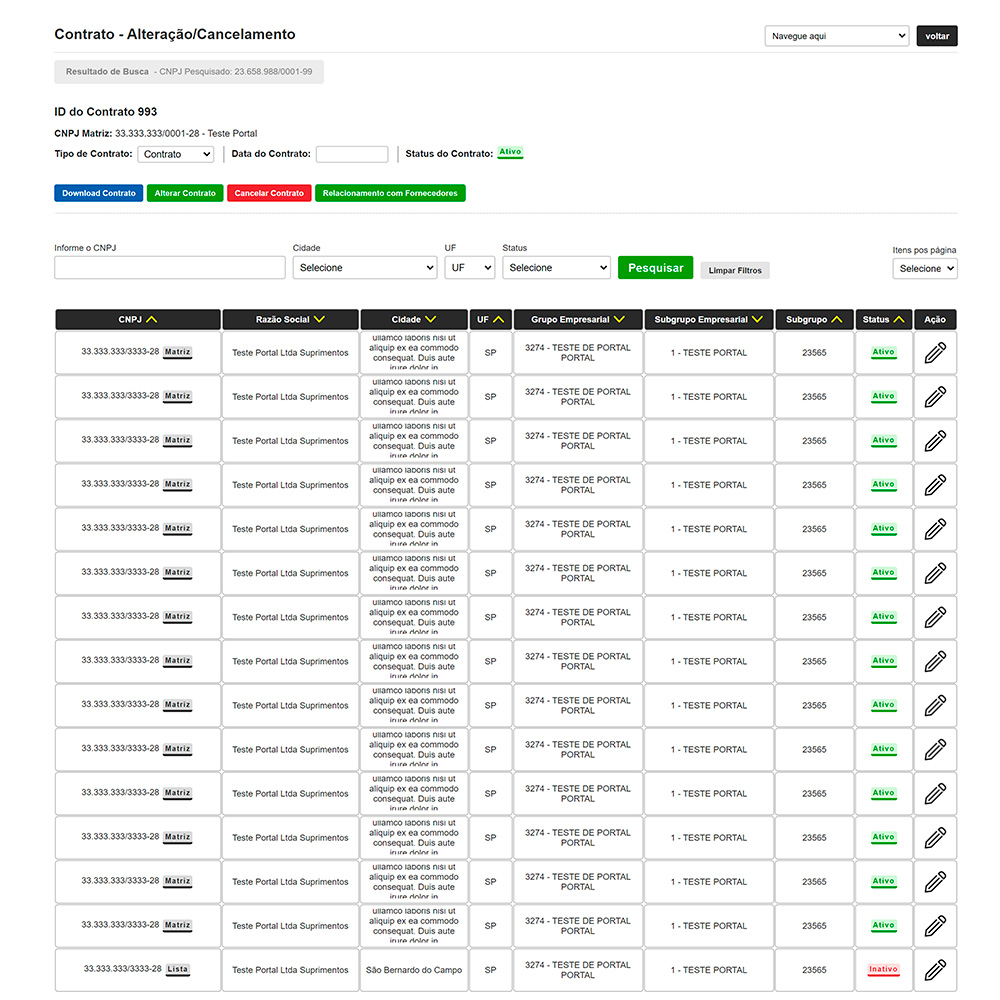 Contrato - Alteração/Cancelamento
Navegue aqui
voltar
Resultado de Busca - CNPJ Pesquisado: 23.658.988/0001-99
ID do Contrato 993
CNPJ Matriz: 33.333.333/0001-28 - Teste Portal
Tipo de Contrato: Contrato Data do Contrato: Status do Contrato: Ativo
Download Contrato Alterar Contrato Cancelar Contrato Relacionamento com Fornecedores
Informe o CNPJ Cidade UF Status Itens pos página
Selecione UF Selecione Pesquisar Limpar Filtros Selecione
CNPJ Razão Social Cidade UF Grupo Empresarial Subgrupo Empresarial Subgrupo Status Ação
33.333.333/3333-28 Matriz Teste Portal Ltda Suprimentos ullamco laboris nisi ut aliquip ex ea commodo consequat. Duis aute irure dolor in SP 3274 - TESTE DE PORTAL PORTAL 1 - TESTE PORTAL 23565 Ativo
33.333.333/3333-28 Matriz Teste Portal Ltda Suprimentos ullamco laboris nisi ut aliquip ex ea commodo consequat. Duis aute irure dolor in SP 3274 - TESTE DE PORTAL PORTAL 1 - TESTE PORTAL 23565 Ativo
33.333.333/3333-28 Matriz Teste Portal Ltda Suprimentos ullamco laboris nisi ut aliquip ex ea commodo consequat. Duis aute irure dolor in SP 3274 - TESTE DE PORTAL PORTAL 1 - TESTE PORTAL 23565 Ativo
33.333.333/3333-28 Matriz Teste Portal Ltda Suprimentos ullamco laboris nisi ut aliquip ex ea commodo consequat. Duis aute irure dolor in SP 3274 - TESTE DE PORTAL PORTAL 1 - TESTE PORTAL 23565 Ativo
33.333.333/3333-28 Matriz Teste Portal Ltda Suprimentos ullamco laboris nisi ut aliquip ex ea commodo consequat. Duis aute irure dolor in SP 3274 - TESTE DE PORTAL PORTAL 1 - TESTE PORTAL 23565 Ativo
33.333.333/3333-28 Matriz Teste Portal Ltda Suprimentos ullamco laboris nisi ut aliquip ex ea commodo consequat. Duis aute irure dolor in SP 3274 - TESTE DE PORTAL PORTAL 1 - TESTE PORTAL 23565 Ativo
33.333.333/3333-28 Matriz Teste Portal Ltda Suprimentos ullamco laboris nisi ut aliquip ex ea commodo consequat. Duis aute irure dolor in SP 3274 - TESTE DE PORTAL PORTAL 1 - TESTE PORTAL 23565 Ativo
33.333.333/3333-28 Matriz Teste Portal Ltda Suprimentos ullamco laboris nisi ut aliquip ex ea commodo consequat. Duis aute irure dolor in SP 3274 - TESTE DE PORTAL PORTAL 1 - TESTE PORTAL 23565 Ativo
33.333.333/3333-28 Matriz Teste Portal Ltda Suprimentos ullamco laboris nisi ut aliquip ex ea commodo consequat. Duis aute irure dolor in SP 3274 - TESTE DE PORTAL PORTAL 1 - TESTE PORTAL 23565 Ativo
33.333.333/3333-28 Matriz Teste Portal Ltda Suprimentos ullamco laboris nisi ut aliquip ex ea commodo consequat. Duis aute irure dolor in SP 3274 - TESTE DE PORTAL PORTAL 1 - TESTE PORTAL 23565 Ativo
33.333.333/3333-28 Matriz Teste Portal Ltda Suprimentos ullamco laboris nisi ut aliquip ex ea commodo consequat. Duis aute irure dolor in SP 3274 - TESTE DE PORTAL PORTAL 1 - TESTE PORTAL 23565 Ativo
33.333.333/3333-28 Matriz Teste Portal Ltda Suprimentos ullamco laboris nisi ut aliquip ex ea commodo consequat. Duis aute irure dolor in SP 3274 - TESTE DE PORTAL PORTAL 1 - TESTE PORTAL 23565 Ativo
33.333.333/3333-28 Matriz Teste Portal Ltda Suprimentos ullamco laboris nisi ut aliquip ex ea commodo consequat. Duis aute irure dolor in SP 3274 - TESTE DE PORTAL PORTAL 1 - TESTE PORTAL 23565 Ativo
33.333.333/3333-28 Matriz Teste Portal Ltda Suprimentos ullamco laboris nisi ut aliquip ex ea commodo consequat. Duis aute irure dolor in SP 3274 - TESTE DE PORTAL PORTAL 1 - TESTE PORTAL 23565 Ativo
33.333.333/3333-28 Lista Teste Portal Ltda Suprimentos São Bernardo do Campo SP 3274 - TESTE DE PORTAL PORTAL 1 - TESTE PORTAL 23565 Inativo